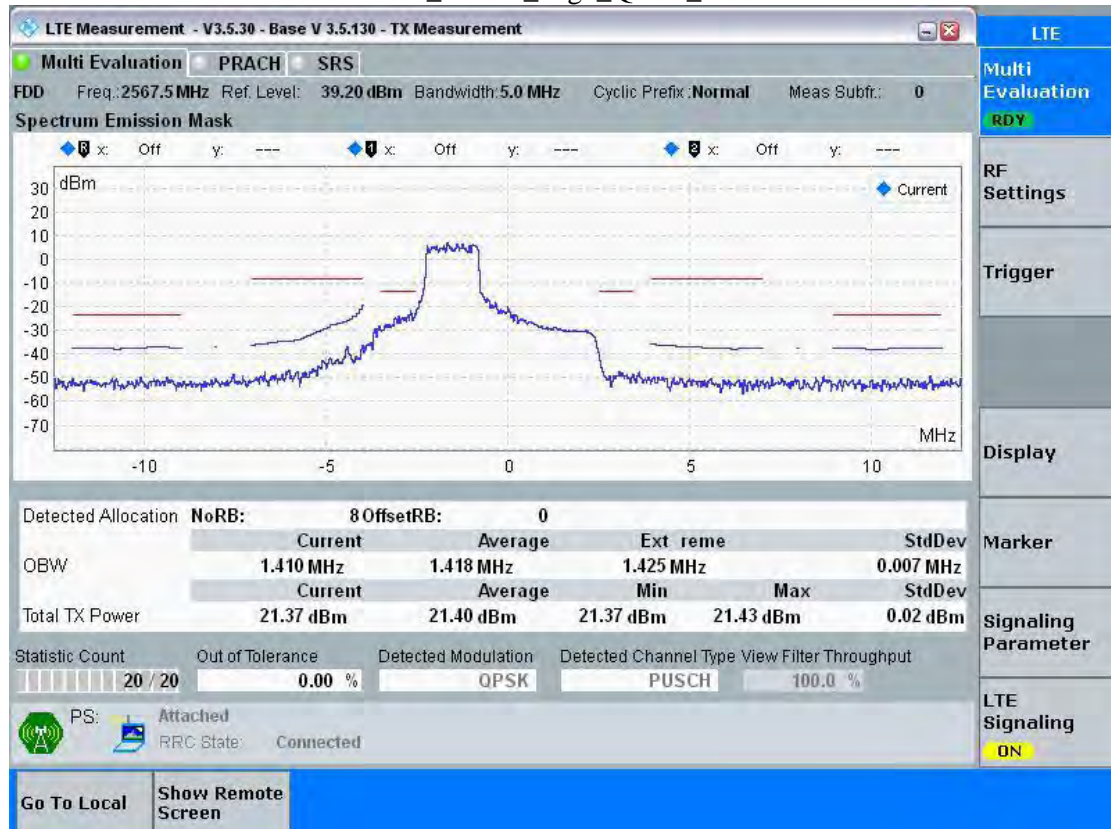 LTE Measurement - V3.5.30 - Base V 3.5.130 - TX Measurement
LTE
Multi Evaluation PRACH SRS
Multi
Evaluation
RDY
FDD Freq.:2567.5 MHz Ref. Level: 39.20 dBm Bandwidth:5.0 MHz Cyclic Prefix :Normal Meas Subfr.: 0
Spectrum Emission Mask
R x: Off y: --- 1 x: Off y: --- 2 x: Off y: ---
dBm
Current
30
20
10
0
-10
-20
-30
-40
-50
-60
-70
MHz
-10 -5 0 5 10
RF
Settings
Trigger
Display
Marker
Signaling
Parameter
LTE
Signaling
ON
Detected Allocation NoRB: 8 OffsetRB: 0
Current Average Ext reme StdDev
OBW 1.410 MHz 1.418 MHz 1.425 MHz 0.007 MHz
Current Average Min Max StdDev
Total TX Power 21.37 dBm 21.40 dBm 21.37 dBm 21.43 dBm 0.02 dBm
Statistic Count Out of Tolerance Detected Modulation Detected Channel Type View Filter Throughput
20 / 20 0.00 % QPSK PUSCH 100.0 %
PS: Attached
RRC State: Connected
Go To Local
Show Remote
Screen